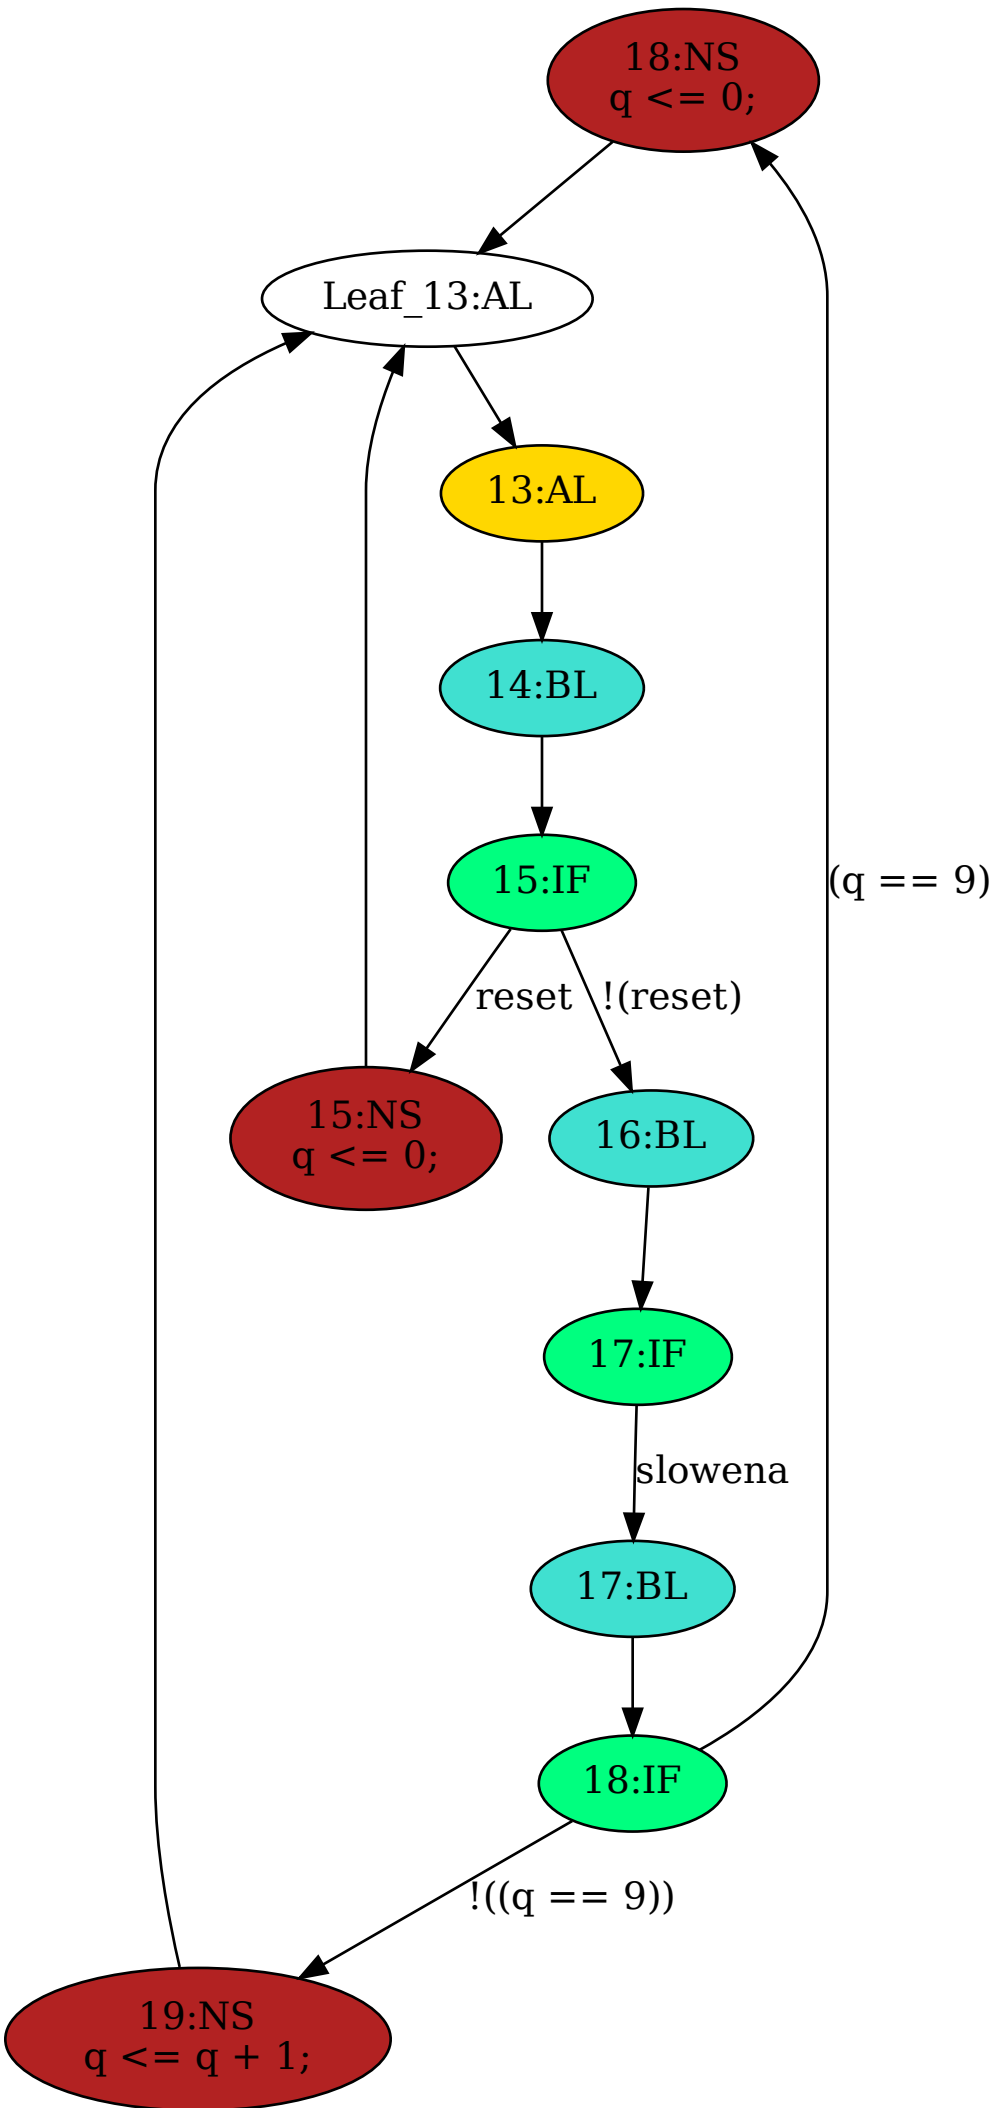 18:NS
q <= 0;
Leaf_13:AL
13:AL
14:BL
15:IF
(q == 9)
reset
!(reset)
15:NS
q <= 0;
16:BL
17:IF
slowena
17:BL
18:IF
!((q == 9))
19:NS
q <= q + 1;